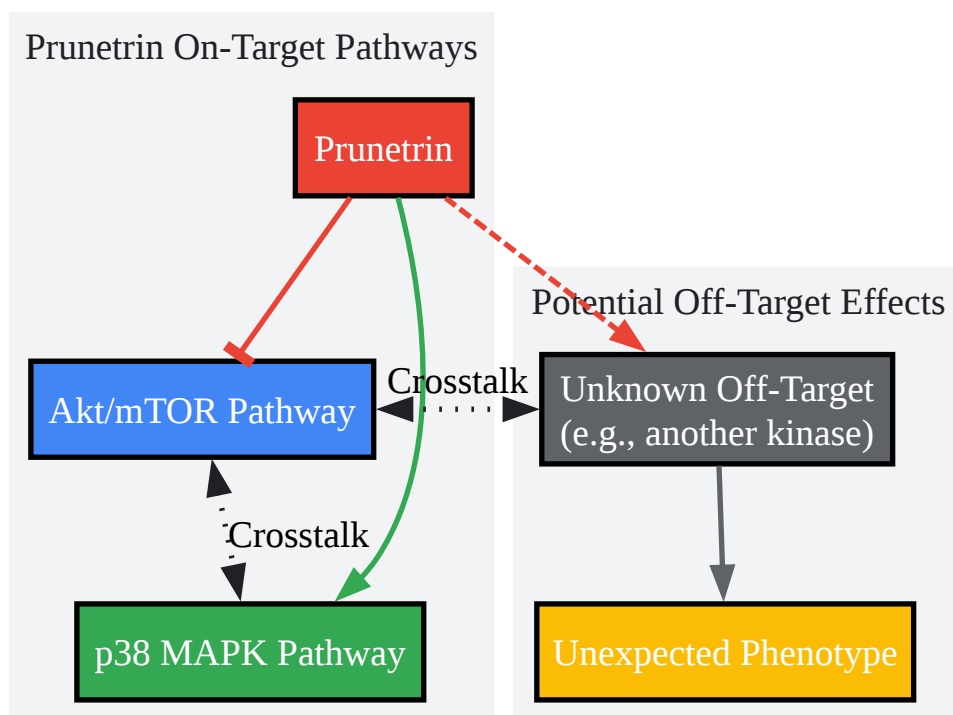 Prunetrin On-Target Pathways
Prunetrin
Potential Off-Target Effects
Akt/mTOR Pathway
Crosstalk
Unknown Off-Target
(e.g., another kinase)
Crosstalk
p38 MAPK Pathway
Unexpected Phenotype